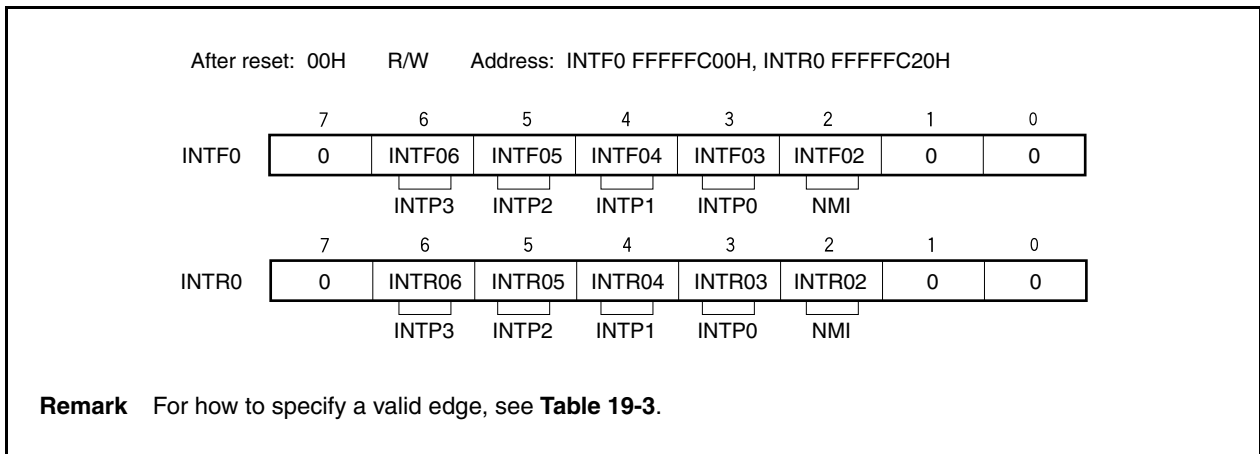 After reset: 00H R/W Address: INTF0 FFFFFC00H, INTR0 FFFFFC20H
7 6 5 4 3 2 1 0
INTF0 0 INTF06 INTF05 INTF04 INTF03 INTF02 0 0
INTP3 INTP2 INTP1 INTP0 NMI
7 6 5 4 3 2 1 0
INTR0 0 INTR06 INTR05 INTR04 INTR03 INTR02 0 0
INTP3 INTP2 INTP1 INTP0 NMI
Remark For how to specify a valid edge, see Table 19-3.